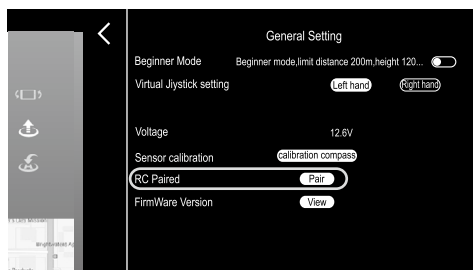 General Setting
Beginner Mode Beginner mode,limit distance 200m,height 120...
Virtual Jiystick setting Left hand Right hand
Voltage 12.6V
Sensor calibration calibration compass
RC Paired Pair
FirmWare Version View